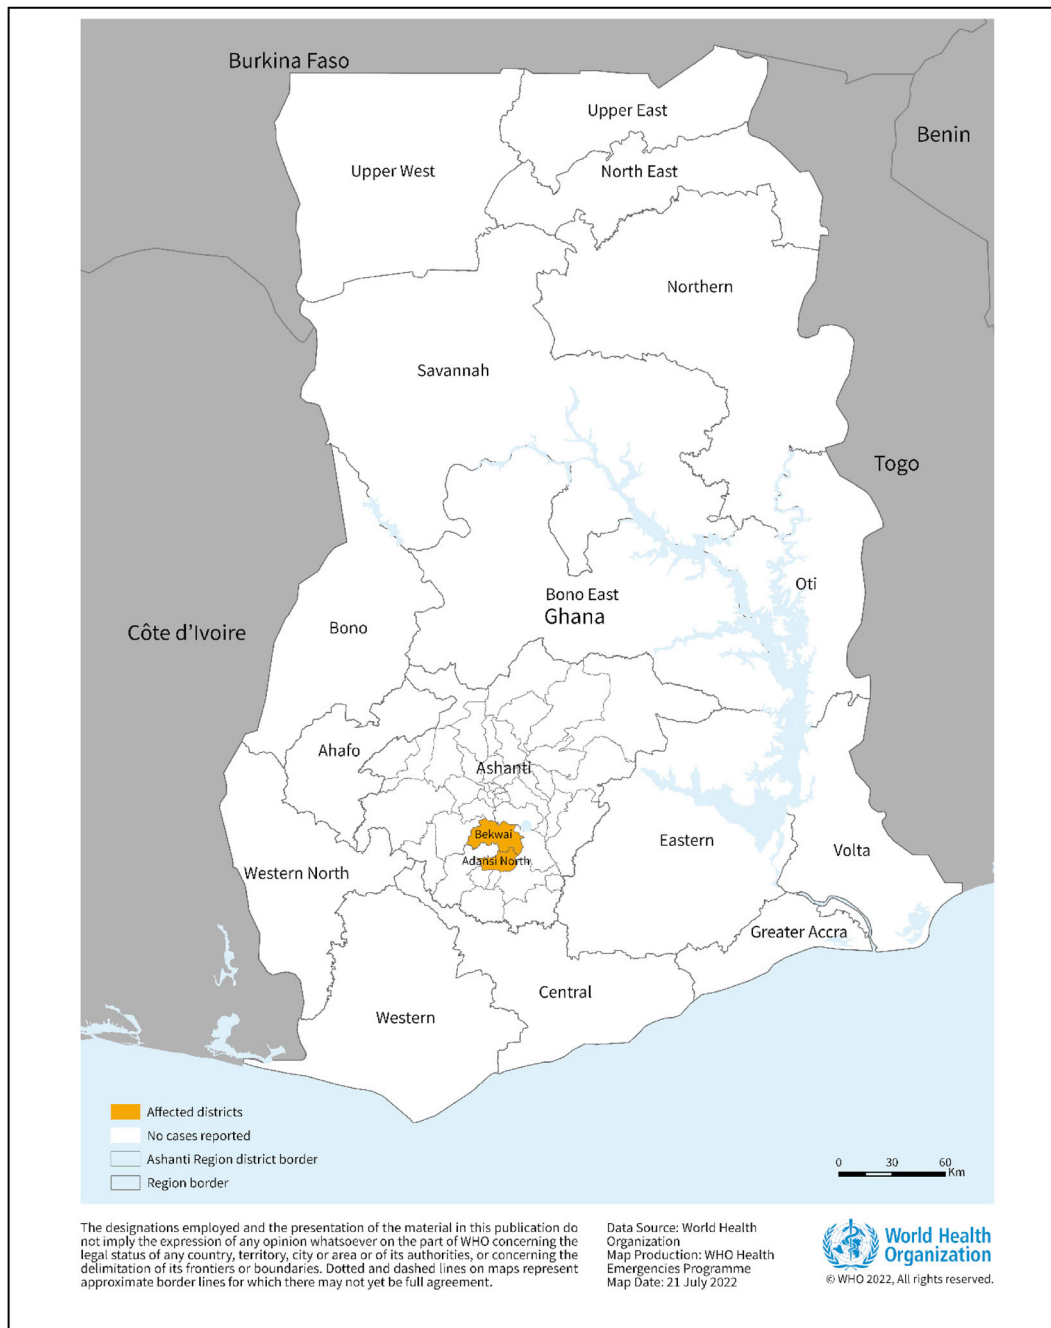 Burkina Faso
Upper East
Benin
Upper West
North East
Northern
Savannah
Togo
Oti
Bono East
Ghana
Bono
Côte d’Ivoire
Ahafo
Ashanti
Bekwai
Eastern
Volta
Adansi North
Western North
Greater Accra
Central
Western
Affected districts
No cases reported
Ashanti Region district border
Region border
0 30 60
Km
The designations employed and the presentation of the material in this publication do
not imply the expression of any opinion whatsoever on the part of WHO concerning the
legal status of any country, territory, city or area or of its authorities, or concerning the
delimitation of its frontiers or boundaries. Dotted and dashed lines on maps represent
approximate border lines for which there may not yet be full agreement.
Data Source: World Health
Organization
Map Production: WHO Health
Emergencies Programme
Map Date: 21 July 2022
World Health
Organization
© WHO 2022, All rights reserved.